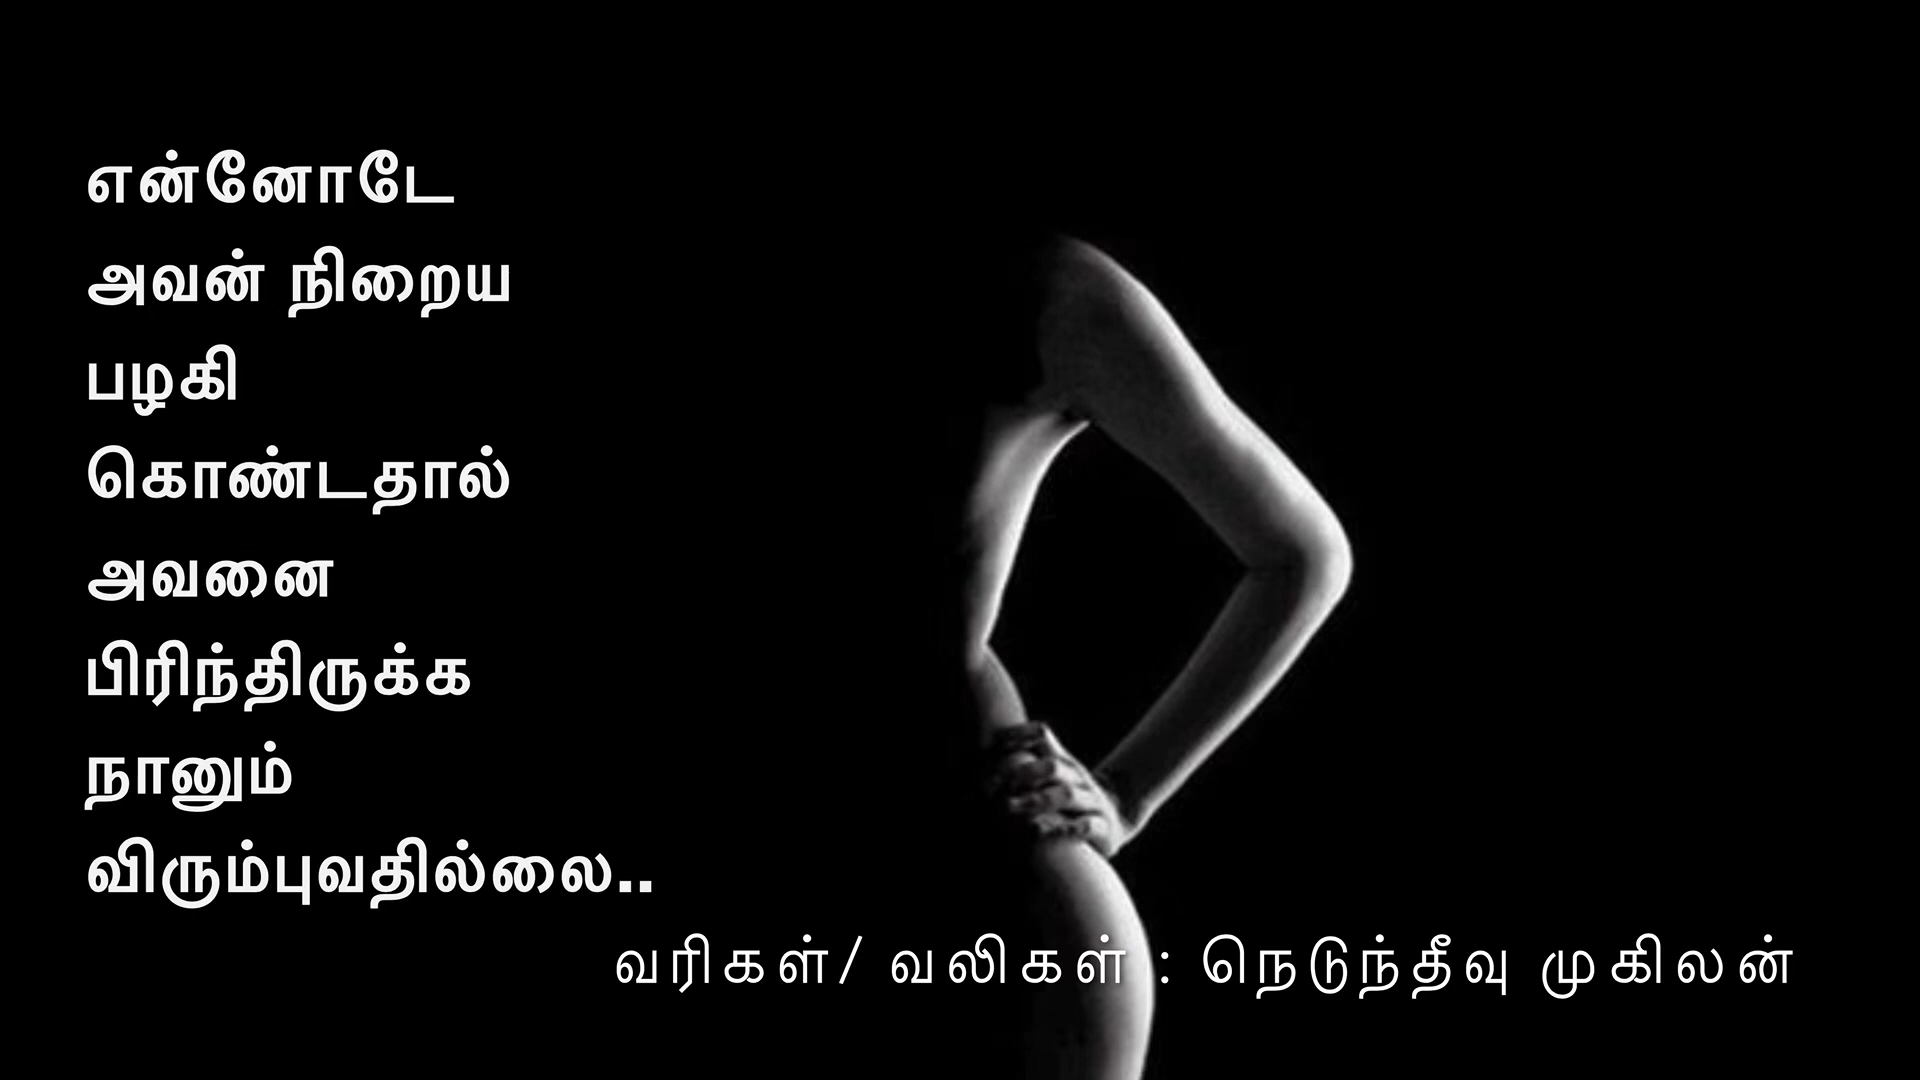 என்னோடே
அவன் நிறைய
பழகி
கொண்டதால்
அவனை
பிரிந்திருக்க
நானும்
விரும்புவதில்லை..
வரிகள்/ வலிகள் : நெடுந்தீவு முகிலன்